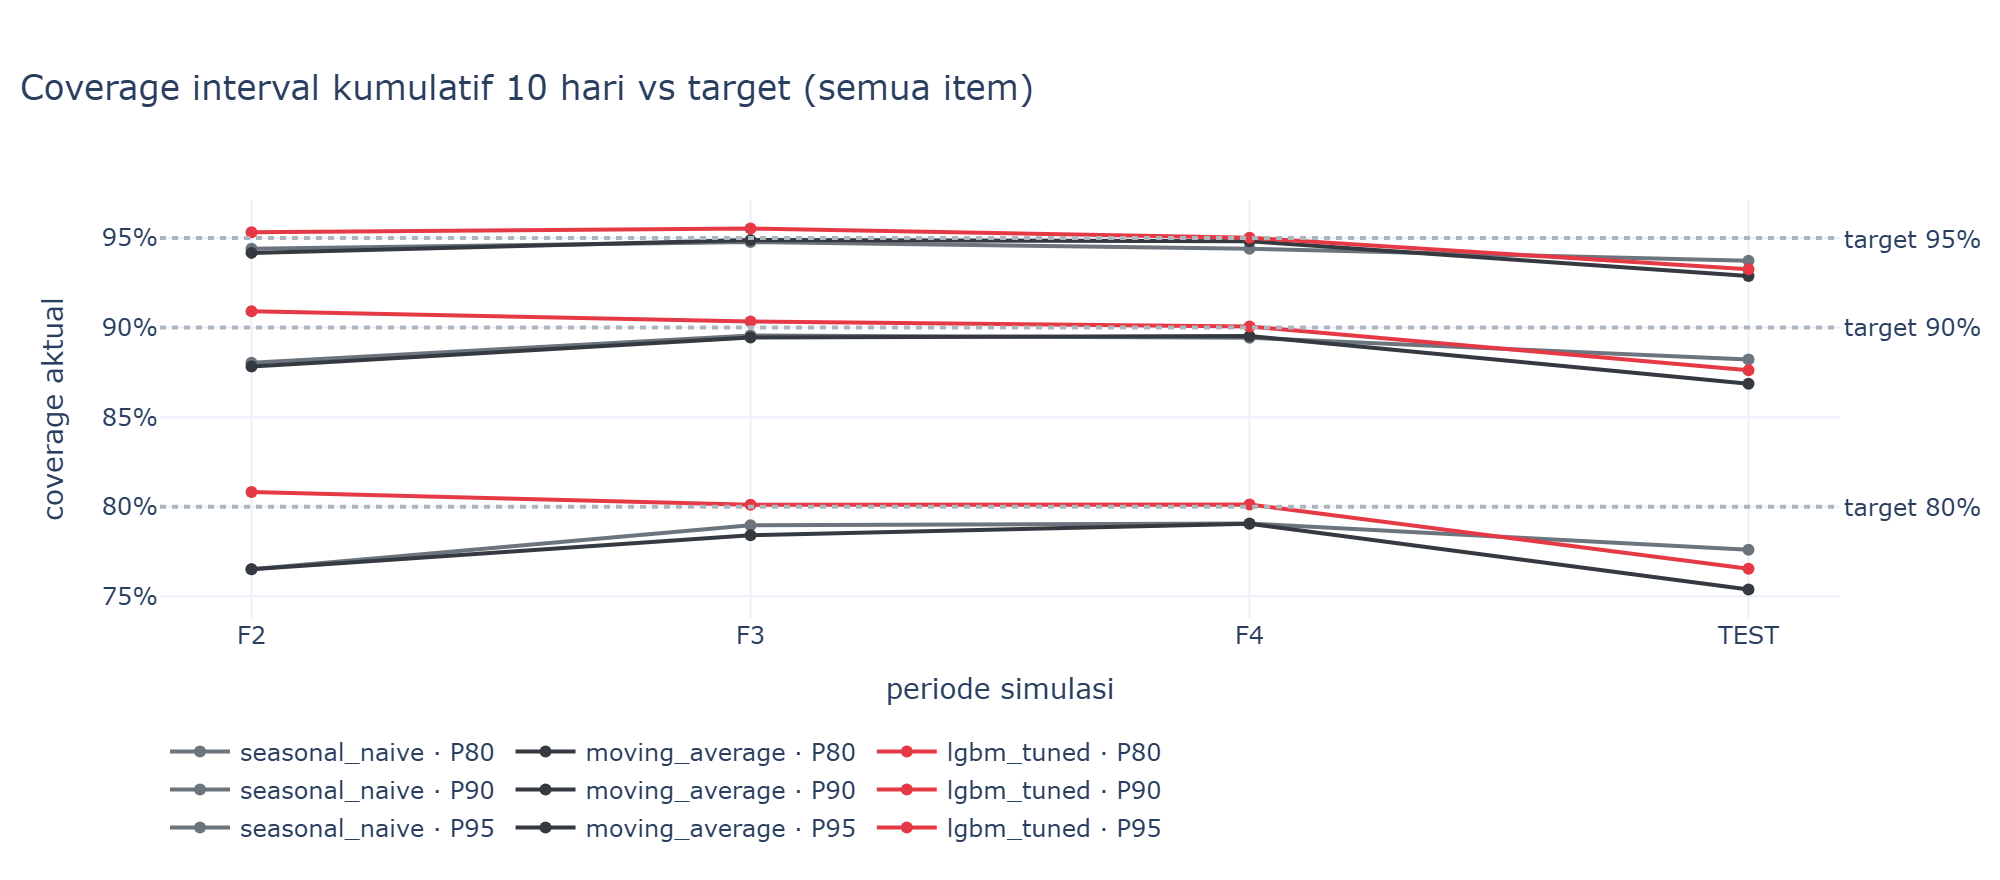 Coverage interval kumulatif 10 hari vs target (semua item)
coverage aktual
95%
90%
85%
80%
75%
target 95%
target 90%
target 80%
F2 F3 F4 TEST
periode simulasi
seasonal_naive · P80 moving_average · P80 lgbm_tuned · P80
seasonal_naive · P90 moving_average · P90 lgbm_tuned · P90
seasonal_naive · P95 moving_average · P95 lgbm_tuned · P95